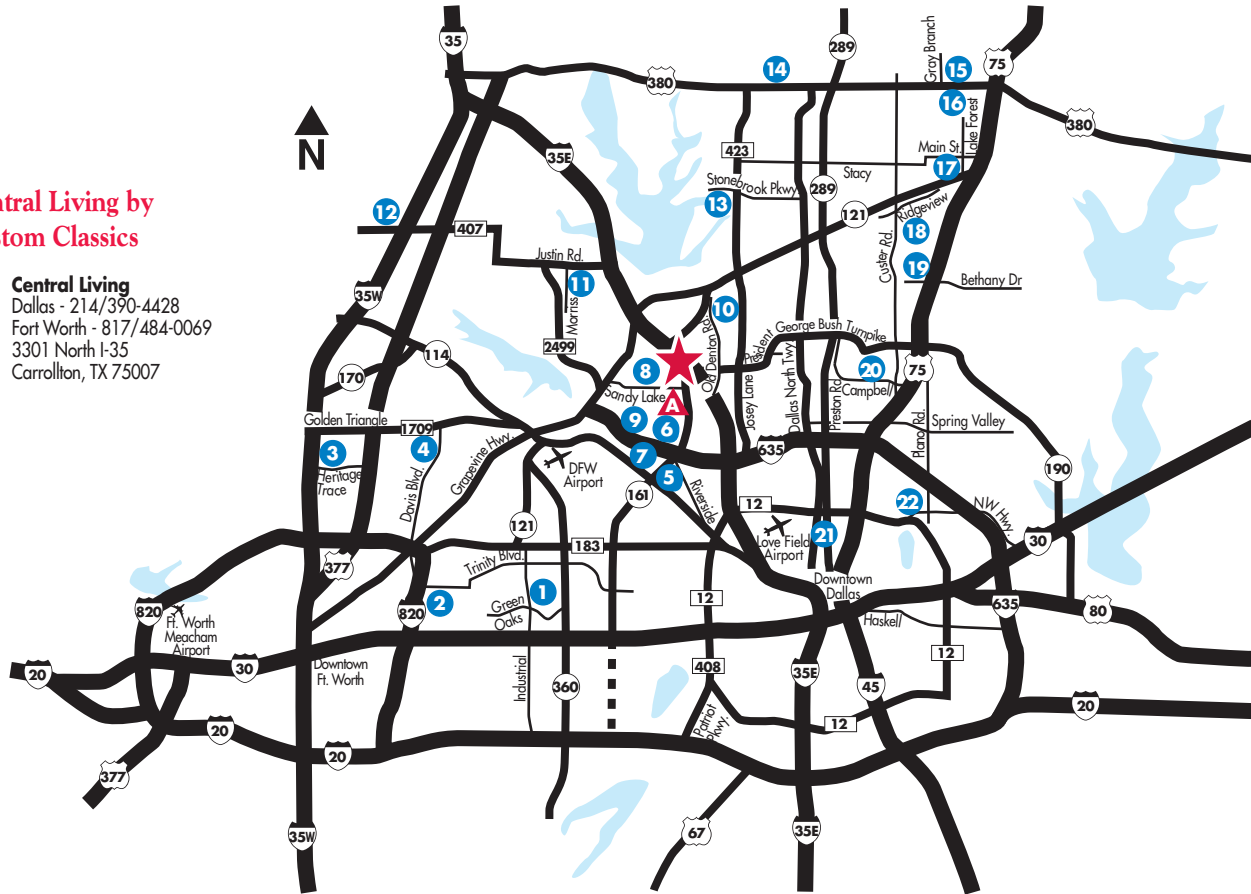 ntral Living by
stom Classics
Central Living
Dallas - 214/390-4428
Fort Worth - 817/484-0069
3301 North I-35
Carrollton, TX 75007
N
35
289
75
Gray Branch
14
15
380
16
Lake Forest
380
35E
423
Main St.
17
Stacy
Stonebrook Pkwy
289
13
12
407
121
Ridgeview
18
Custer Rd.
Justin Rd.
19
Bethany Dr
11
Morriss
35W
10
Old Denton Rd.
President George Bush Turnpike
2499
114
8
Dallas North Twy.
20
75
170
Sandy Lake
Josey Lane
Preston Rd.
Campbell
A
Golden Triangle
1709
9
6
Plano Rd.
Spring Valley
3
4
Grapevine Hwy.
7
635
Heritage
Trace
DFW
Airport
5
190
Davis Blvd.
161
Riverside
12
22
NW Hwy.
121
Love Field
Airport
21
30
183
377
Trinity Blvd.
Downtown
Dallas
820
820
2
Green
Oaks
1
12
635
80
Haskell
Ft. Worth
Meacham
Airport
20
30
Downtown
Ft. Worth
Industrial
360
408
35E
45
12
20
Patriot
Pkwy.
12
20
20
377
35W
67
35E